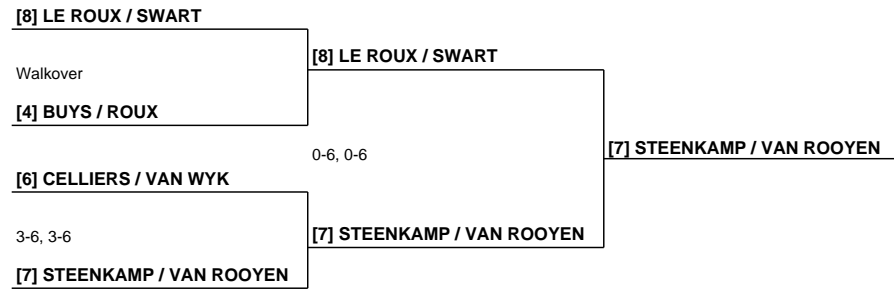 [8] LE ROUX / SWART
Walkover
[4] BUYS / ROUX
[6] CELLIERS / VAN WYK
3-6, 3-6
[7] STEENKAMP / VAN ROOYEN
[8] LE ROUX / SWART
0-6, 0-6
[7] STEENKAMP / VAN ROOYEN
[7] STEENKAMP / VAN ROOYEN